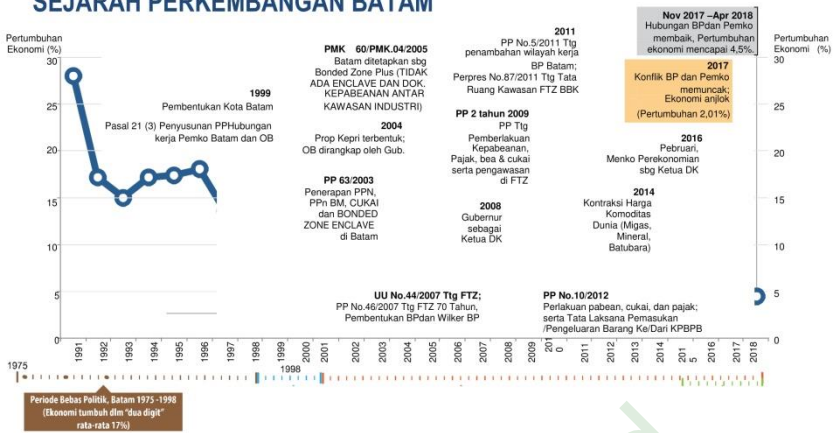 SEJARAH PERKEMBANGAN BATAM
Pertumbuhan
Ekonomi (%)
30
25
20
15
10
5
0
1999
Pembentukan Kota Batam
Pasal 21 (3) Penyusunan PPHubungan
kerja Pemko Batam dan OB
PMK 60/PMK.04/2005
Batam ditetapkan sbg
Bonded Zone Plus (TIDAK
ADA ENCLAVE DAN DOK.
KEPABEANAN ANTAR
KAWASAN INDUSTRI)
2004
Prop Kepri terbentuk;
OB dirangkap oleh Gub.
PP 63/2003
Penerapan PPN,
PPn BM, CUKAI
dan BONDED
ZONE ENCLAVE
di Batam
UU No.44/2007 Ttg FTZ;
PP No.46/2007 Ttg FTZ 70 Tahun,
Pembentukan BPdan Wilker BP
2011
PP No.5/2011 Ttg
penambahan wilayah kerja
BP Batam;
Perpres No.87/2011 Ttg Tata
Ruang Kawasan FTZ BBK
PP 2 tahun 2009
PP Ttg
Pemberlakuan
Kepabeanan,
Pajak, bea & cukai
serta pengawasan
di FTZ
2008
Gubernur
sebagai
Ketua DK
PP No.10/2012
Perlakuan pabean, cukai, dan pajak;
serta Tata Laksana Pemasukan
/Pengeluaran Barang Ke/Dari KPBPB
Nov 2017 –Apr 2018
Hubungan BPdan Pemko
membaik, Pertumbuhan
ekonomi mencapai 4,5%.
2017
Konflik BP dan Pemko
memuncak;
Ekonomi anjlok
(Pertumbuhan 2,01%)
2016
Pebruari,
Menko Perekonomian
sbg Ketua DK
2014
Kontraksi Harga
Komoditas
Dunia (Migas,
Mineral,
Batubara)
Pertumbuhan
Ekonomi (%)
30
25
20
15
10
5
0
1991
1992
1993
1994
1995
1996
1997
1998
1999
2000
2001
2002
2003
2004
2005
2006
2007
2008
2009
201
0
2011
2012
2013
2014
201
5
2016
2017
2018
1975
1998
Periode Bebas Politik, Batam 1975 -1998
(Ekonomi tumbuh dlm "dua digit"
rata-rata 17%)